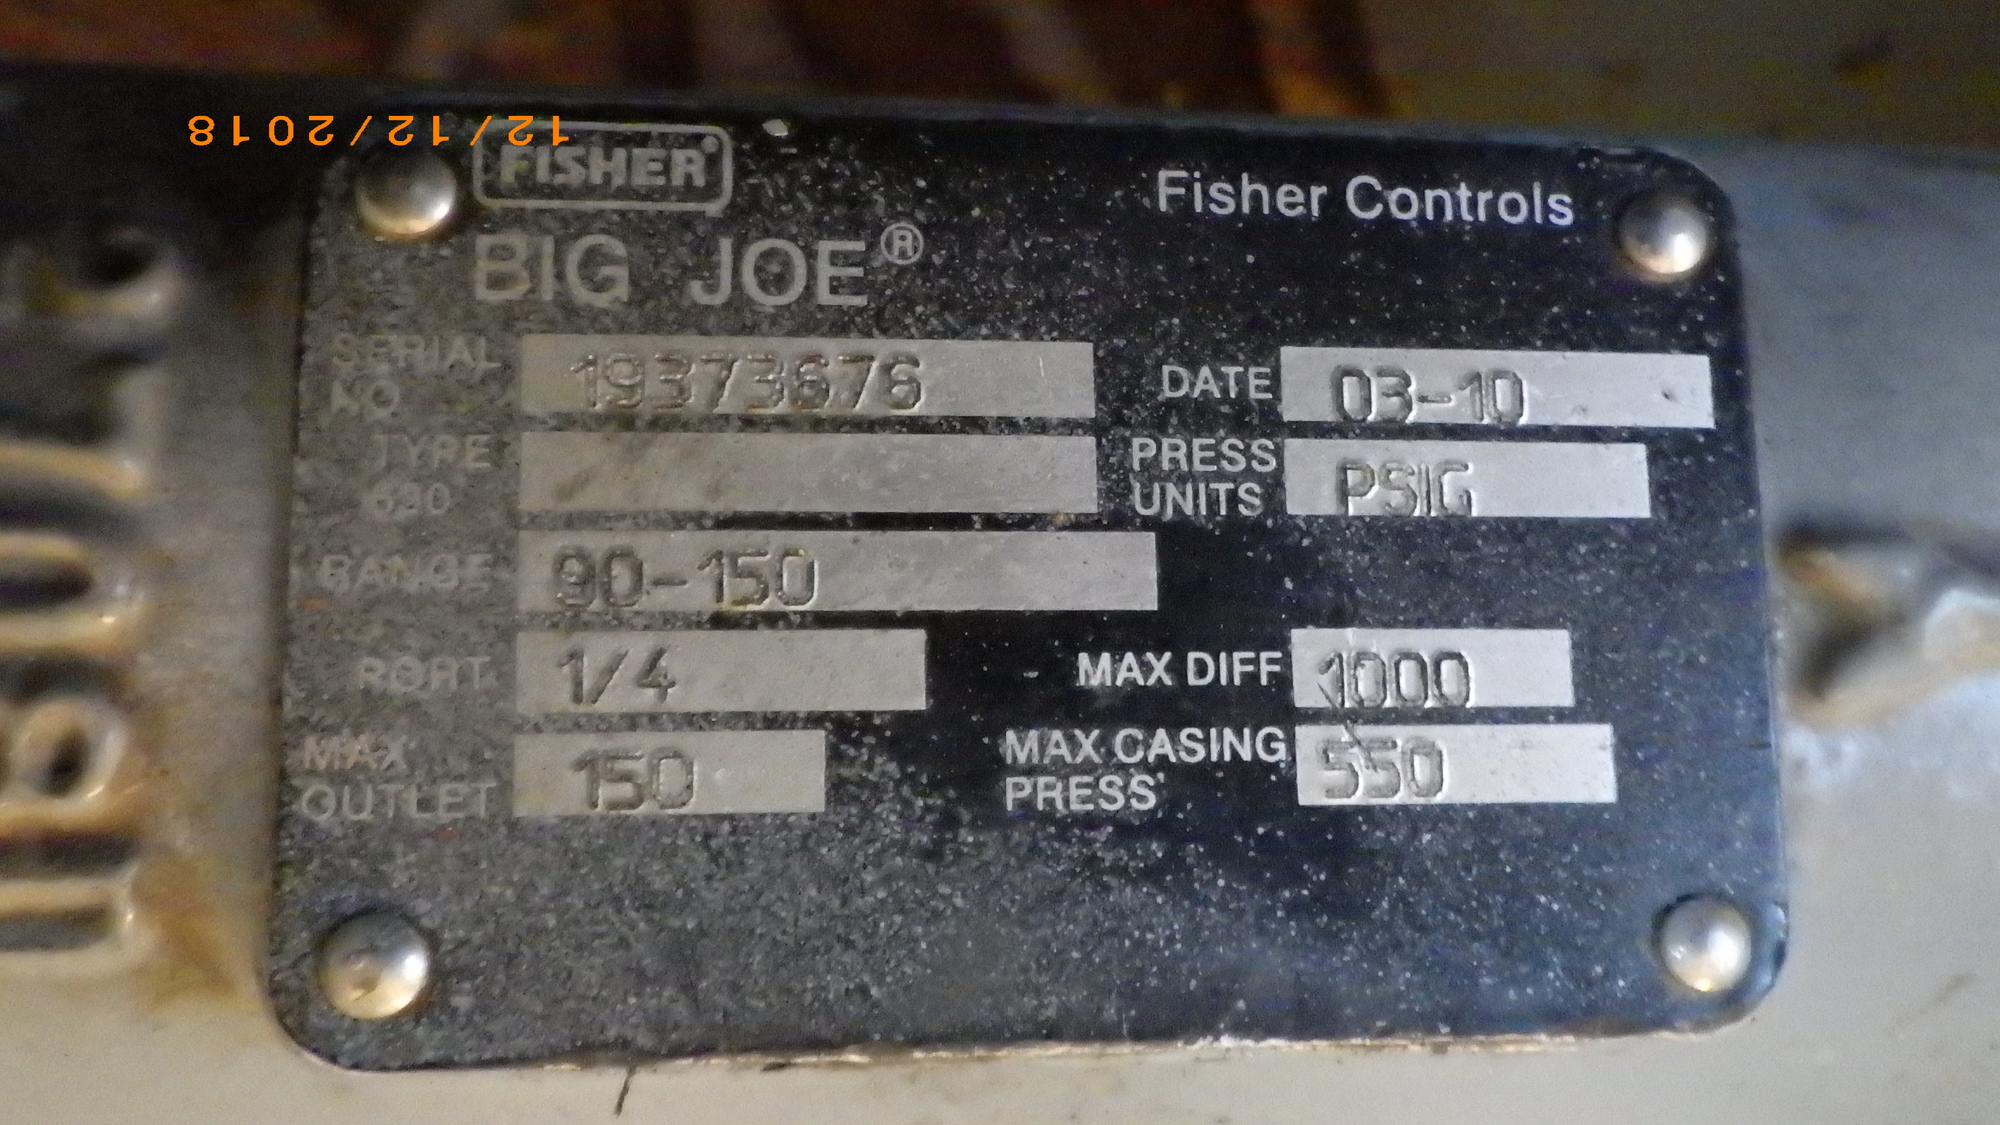 12/12/2018
FISHER®
Fisher Controls
BIG JOE®
SERIAL NO 19373676 DATE 03-10
TYPE 630 PRESS UNITS PSIG
RANGE 90-150
PORT 1/4 MAX DIFF 1000
MAX OUTLET 150 MAX CASING PRESS 550